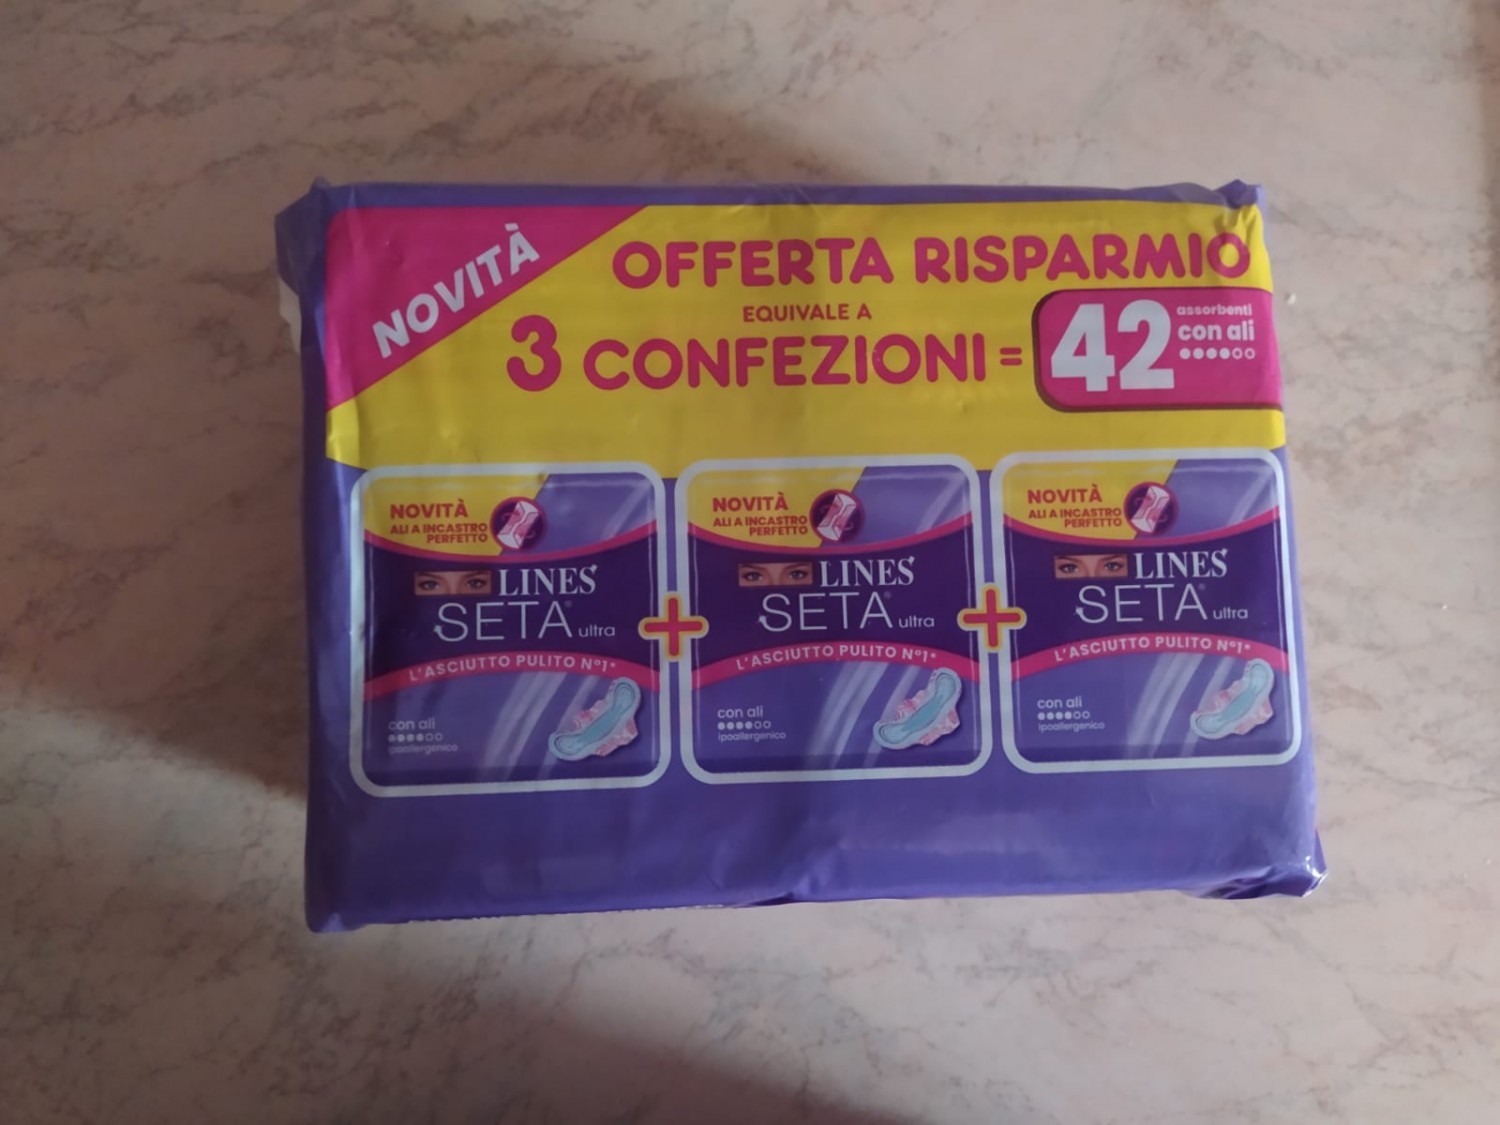 NOVITÀ
OFFERTA RISPARMIO
EQUIVALE A
3 CONFEZIONI = 42 assorbenti con ali
NOVITÀ
ALI A INCASTRO
PERFETTO
LINES
SETA ultra
L'ASCIUTTO PULITO N°1*
con ali
ipoallergenico
NOVITÀ
ALI A INCASTRO
PERFETTO
LINES
SETA® ultra
L'ASCIUTTO PULITO N°1*
con ali
ipoallergenico
NOVITÀ
ALI A INCASTRO
PERFETTO
LINES
SETA® ultra
L'ASCIUTTO PULITO N°1*
con ali
ipoallergenico